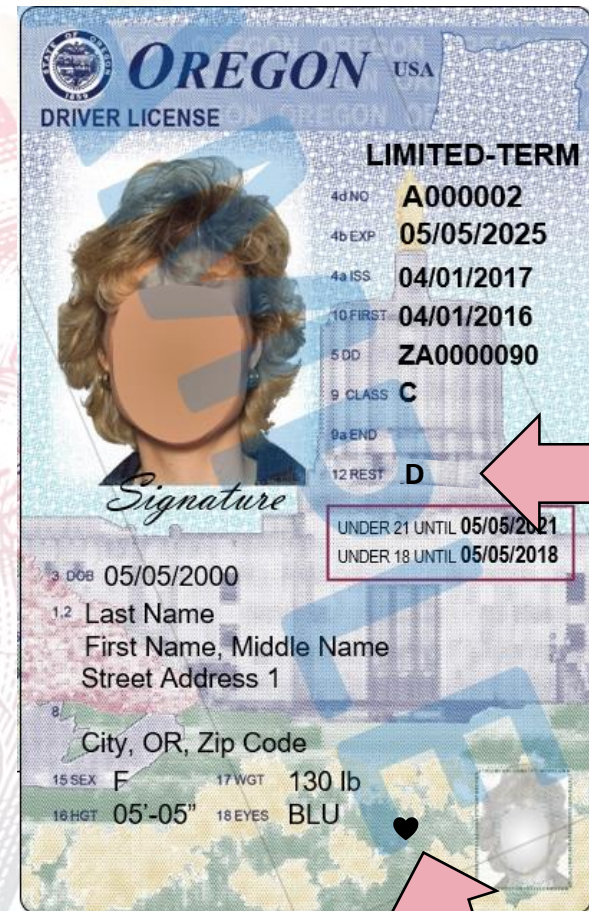 STATE OF OREGON
1859
OREGON USA
DRIVER LICENSE
LIMITED-TERM
4d NO A000002
4b EXP 05/05/2025
4a ISS 04/01/2017
10 FIRST 04/01/2016
5 DD ZA0000090
9 CLASS C
9a END
12 REST D
Signature
UNDER 21 UNTIL 05/05/2021
UNDER 18 UNTIL 05/05/2018
3 DOB 05/05/2000
1,2 Last Name
First Name, Middle Name
Street Address 1
8
City, OR, Zip Code
15 SEX F 17 WGT 130 lb
16 HGT 05'-05" 18 EYES BLU